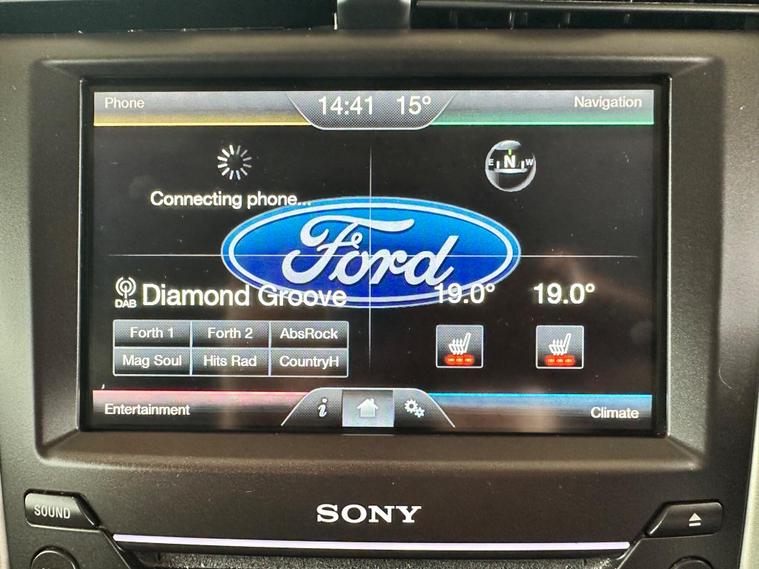 Phone
14:41 15°
Navigation
E N W
Connecting phone...
Ford
DAB
Diamond Groove
19.0° 19.0°
Forth 1 Forth 2 AbsRock
Mag Soul Hits Rad CountryH
Entertainment
i
Climate
SOUND
SONY